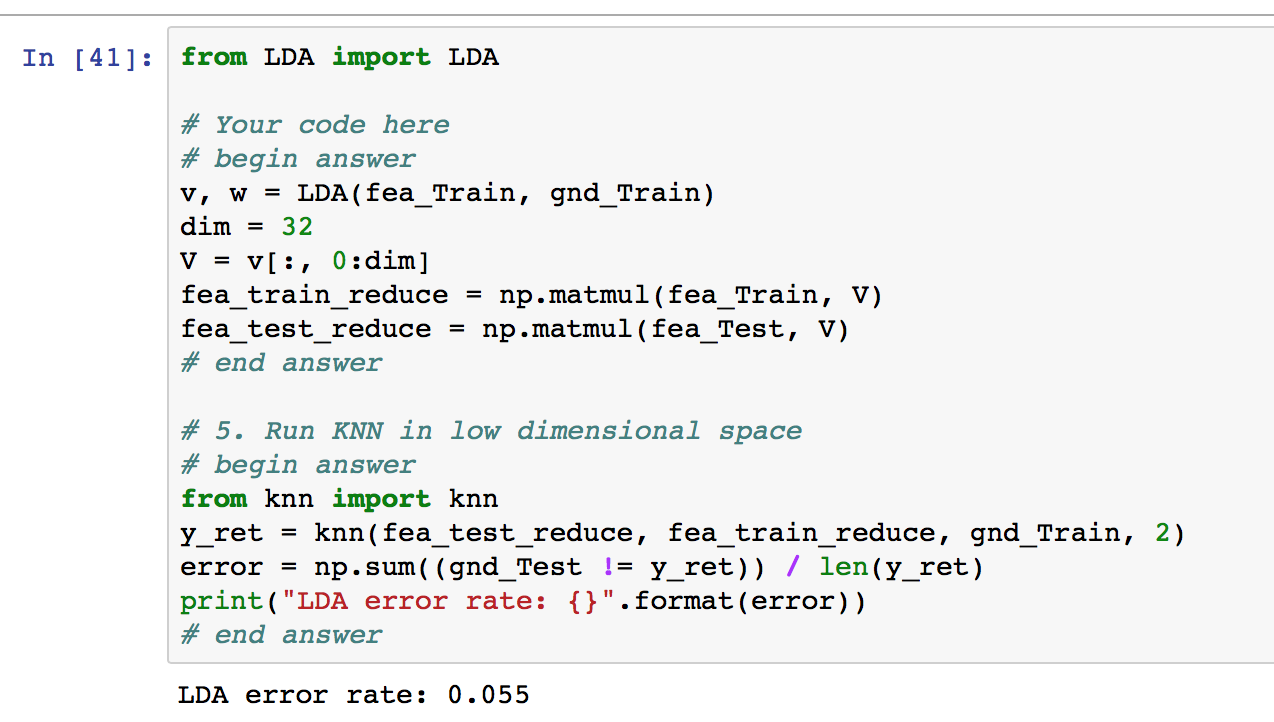 In [41]:
from LDA import LDA
# Your code here
# begin answer
v, w = LDA(fea_Train, gnd_Train)
dim = 32
V = v[:, 0:dim]
fea_train_reduce = np.matmul(fea_Train, V)
fea_test_reduce = np.matmul(fea_Test, V)
# end answer
# 5. Run KNN in low dimensional space
# begin answer
from knn import knn
y_ret = knn(fea_test_reduce, fea_train_reduce, gnd_Train, 2)
error = np.sum((gnd_Test != y_ret)) / len(y_ret)
print("LDA error rate: {}".format(error))
# end answer
LDA error rate: 0.055